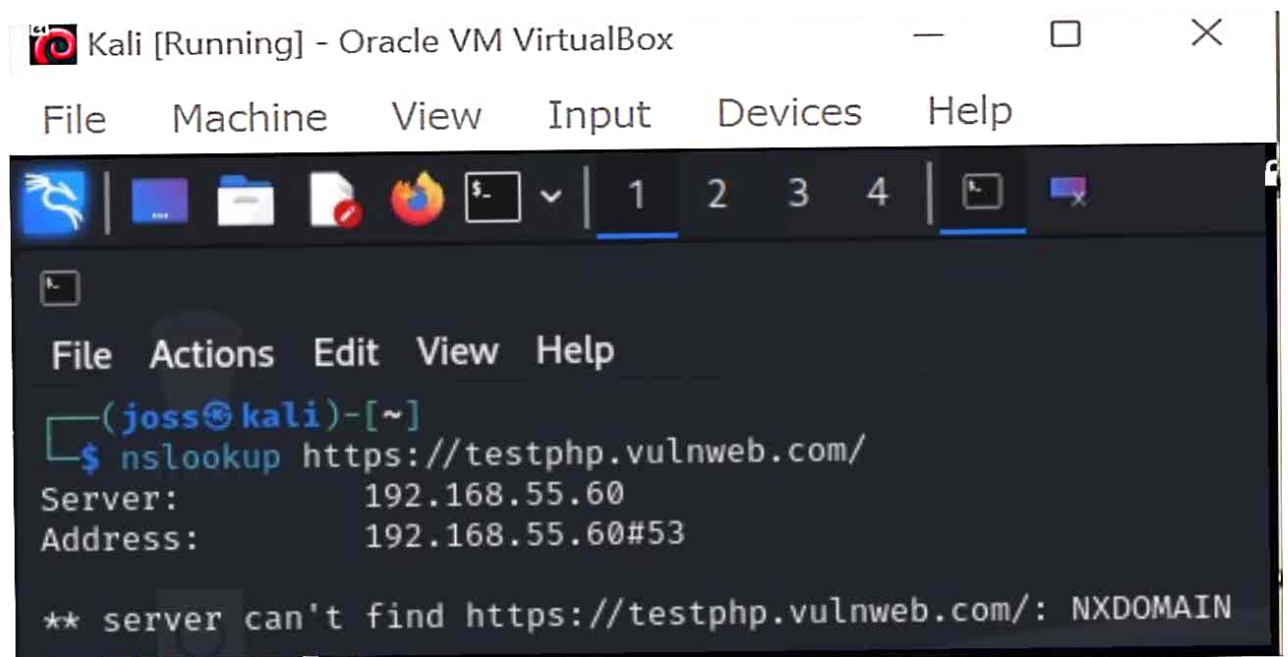 Kali [Running] - Oracle VM VirtualBox
File Machine View Input Devices Help
1 2 3 4
File Actions Edit View Help
(joss㉿kali)-[~]
$ nslookup https://testphp.vulnweb.com/
Server: 192.168.55.60
Address: 192.168.55.60#53
** server can't find https://testphp.vulnweb.com/: NXDOMAIN